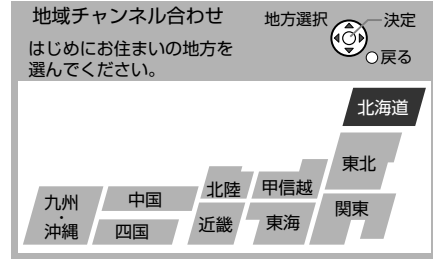 地域チャンネル合わせ
地方選択
決定
戻る
はじめにお住まいの地方を
選んでください。
北海道
東北
関東
甲信越
東海
北陸
近畿
中国
四国
九州
・
沖縄